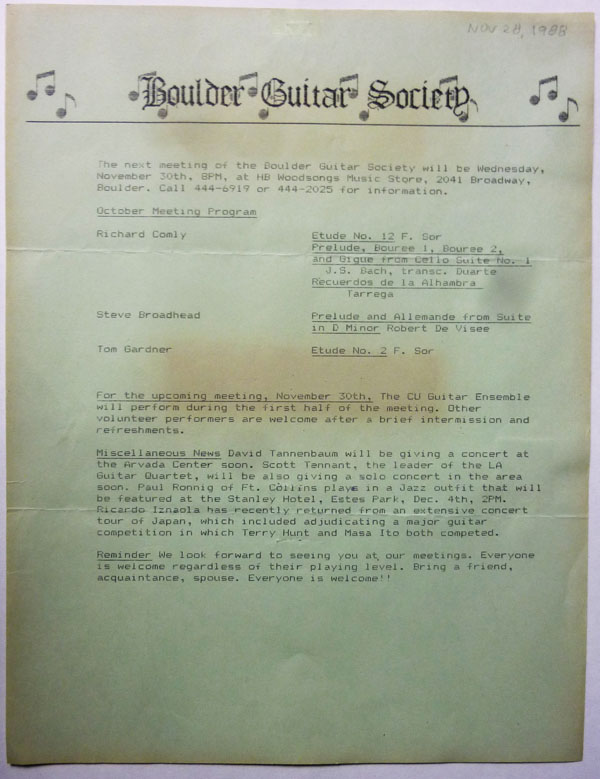 NOV 28, 1988
Boulder Guitar Society
The next meeting of the Boulder Guitar Society will be Wednesday,
November 30th, 8PM, at HB Woodsongs Music Store, 2041 Broadway,
Boulder. Call 444-6919 or 444-2025 for information.
October Meeting Program
Richard Comly
Etude No. 12 F. Sor
Prelude, Bouree 1, Bouree 2,
and Gigue from Cello Suite No. 1
J.S. Bach, transc. Duarte
Recuerdos de la Alhambra
Tarrega
Steve Broadhead
Prelude and Allemande from Suite
in D Minor Robert De Visee
Tom Gardner
Etude No. 2 F. Sor
For the upcoming meeting, November 30th, The CU Guitar Ensemble
will perform during the first half of the meeting. Other
volunteer performers are welcome after a brief intermission and
refreshments.
Miscellaneous News David Tannenbaum will be giving a concert at
the Arvada Center soon. Scott Tennant, the leader of the LA
Guitar Quartet, will be also giving a solo concert in the area
soon. Paul Ronnig of Ft. Collins plays in a Jazz outfit that will
be featured at the Stanley Hotel, Estes Park, Dec. 4th, 2PM.
Ricardo Iznaola has recently returned from an extensive concert
tour of Japan, which included adjudicating a major guitar
competition in which Terry Hunt and Masa Ito both competed.
Reminder We look forward to seeing you at our meetings. Everyone
is welcome regardless of their playing level. Bring a friend,
acquaintance, spouse. Everyone is welcome!!